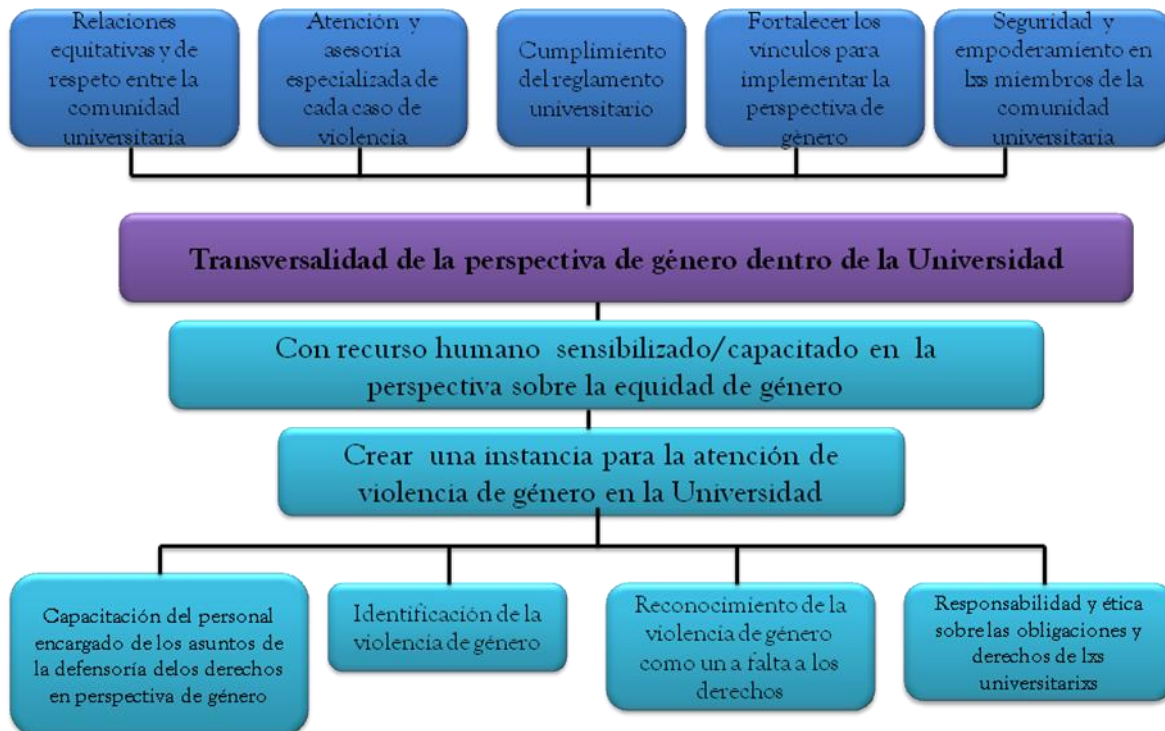 Relaciones
equitativas y de
respeto entre la
comunidad
universitaria
Atención y
asesoría
especializada de
cada caso de
violencia
Cumplimiento
del reglamento
universitario
Fortalecer los
vínculos para
implementar la
perspectiva de
género
Seguridad y
empoderamiento en
lxs miembros de la
comunidad
universitaria
Transversalidad de la perspectiva de género dentro de la Universidad
Con recurso humano sensibilizado/capacitado en la
perspectiva sobre la equidad de género
Crear una instancia para la atención de
violencia de género en la Universidad
Capacitación del personal
encargado de los asuntos de
la defensoría delos derechos
en perspectiva de género
Identificación de la
violencia de género
Reconocimiento de la
violencia de género
como un a falta a los
derechos
Responsabilidad y ética
sobre las obligaciones y
derechos de lxs
universitarixs